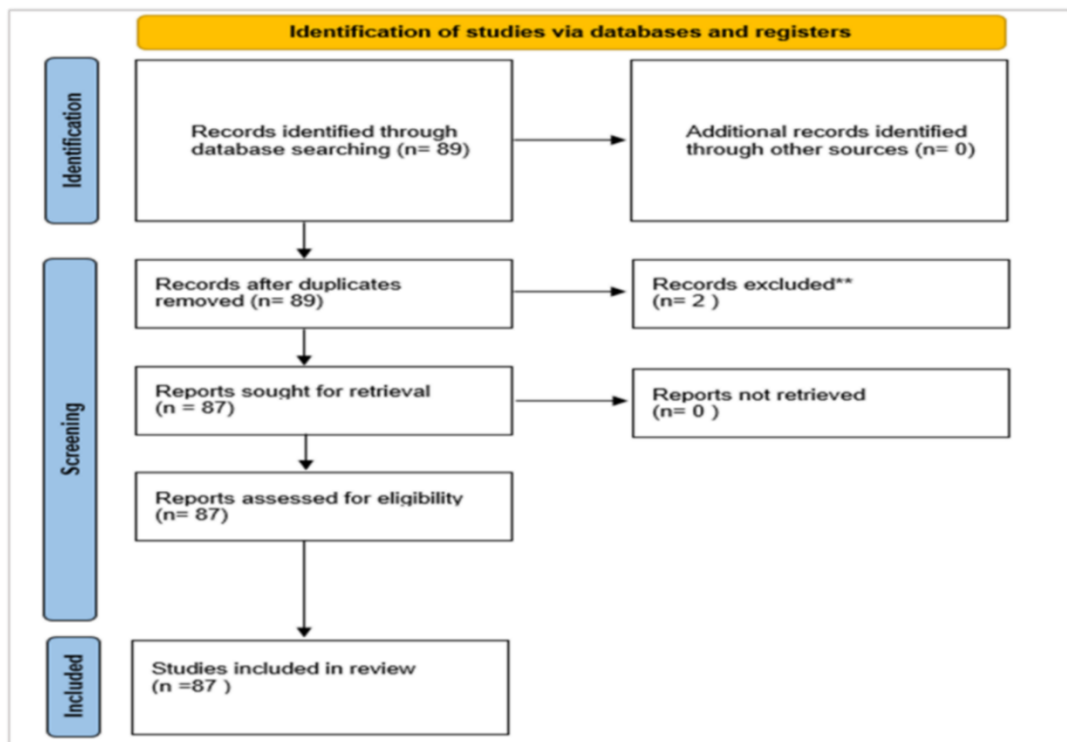 Identification of studies via databases and registers
Identification
Records identified through
database searching (n= 89)
Additional records identified
through other sources (n= 0)
Screening
Records after duplicates
removed (n= 89)
Records excluded**
(n= 2 )
Reports sought for retrieval
(n = 87)
Reports not retrieved
(n= 0 )
Reports assessed for eligibility
(n= 87)
Included
Studies included in review
(n =87 )